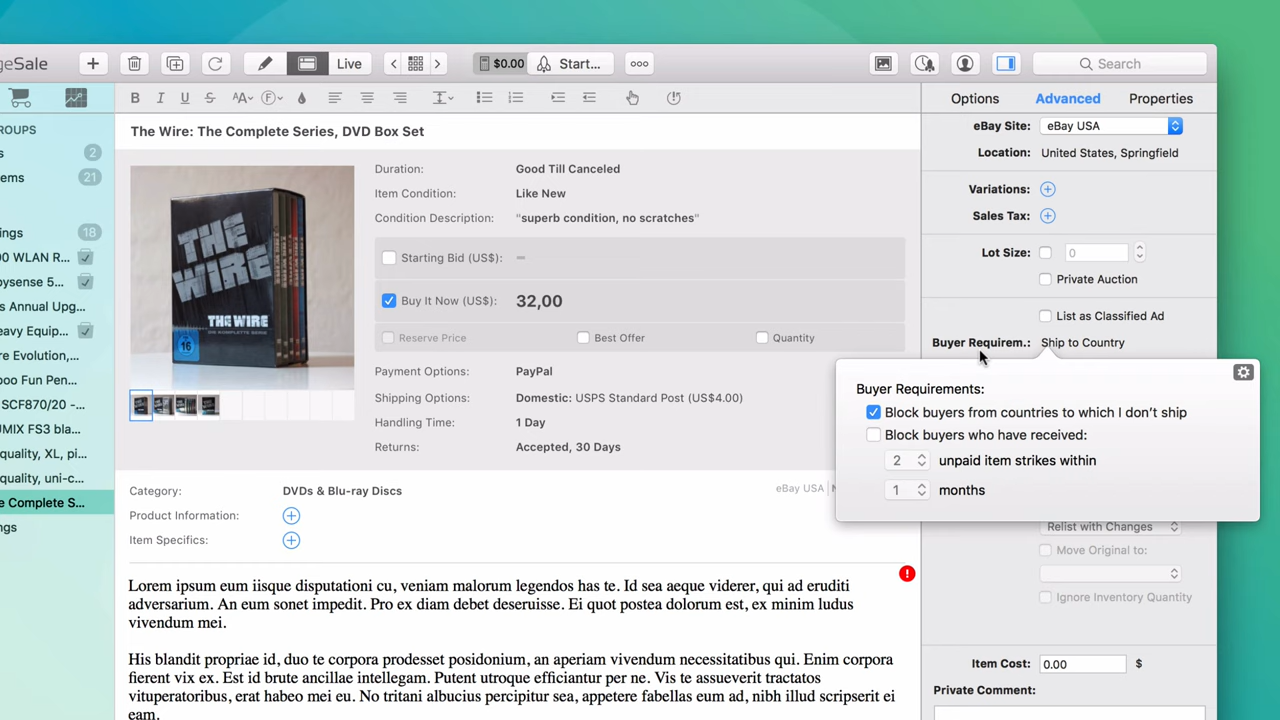 geSale
Live
$0.00
Start...
Search
Options
Advanced
Properties
GROUPS
s 2
ems 21
ngs 18
00 WLAN R...
pysense 5...
s Annual Upg...
eavy Equip...
re Evolution,...
boo Fun Pen...
SCF870/20 -...
UMIX FS3 bla...
quality, XL, pi...
quality, uni-c...
e Complete S...
ngs
The Wire: The Complete Series, DVD Box Set
THE WIRE
THE WIRE
DIE KOMPLETTE SERIE
16
Duration: Good Till Canceled
Item Condition: Like New
Condition Description: "superb condition, no scratches"
Starting Bid (US$): –
Buy It Now (US$): 32,00
Reserve Price Best Offer Quantity
Payment Options: PayPal
Shipping Options: Domestic: USPS Standard Post (US$4.00)
Handling Time: 1 Day
Returns: Accepted, 30 Days
Category: DVDs & Blu-ray Discs
eBay USA | N
Product Information:
Item Specifics:
Lorem ipsum eum iisque disputationi cu, veniam malorum legendos has te. Id sea aeque viderer, qui ad eruditi
adversarium. An eum sonet impedit. Pro ex diam debet deseruisse. Ei quot postea dolorum est, ex minim ludus
vivendum mei.
His blandit propriae id, duo te corpora prodesset posidonium, an aperiam vivendum necessitatibus qui. Enim corpora
fierent vix ex. Est id brute ancillae intellegam. Putent utroque efficiantur per ne. Vis te assueverit tractatos
vituperatoribus, erat habeo mei eu. No tritani albucius percipitur sea, appetere fabellas eum ad, nibh illud scripserit ei
eam.
eBay Site: eBay USA
Location: United States, Springfield
Variations:
Sales Tax:
Lot Size: 0
Private Auction
List as Classified Ad
Buyer Requirem.: Ship to Country
Buyer Requirements:
Block buyers from countries to which I don't ship
Block buyers who have received:
2 unpaid item strikes within
1 months
Relist with Changes
Move Original to:
Ignore Inventory Quantity
Item Cost: 0.00 $
Private Comment: